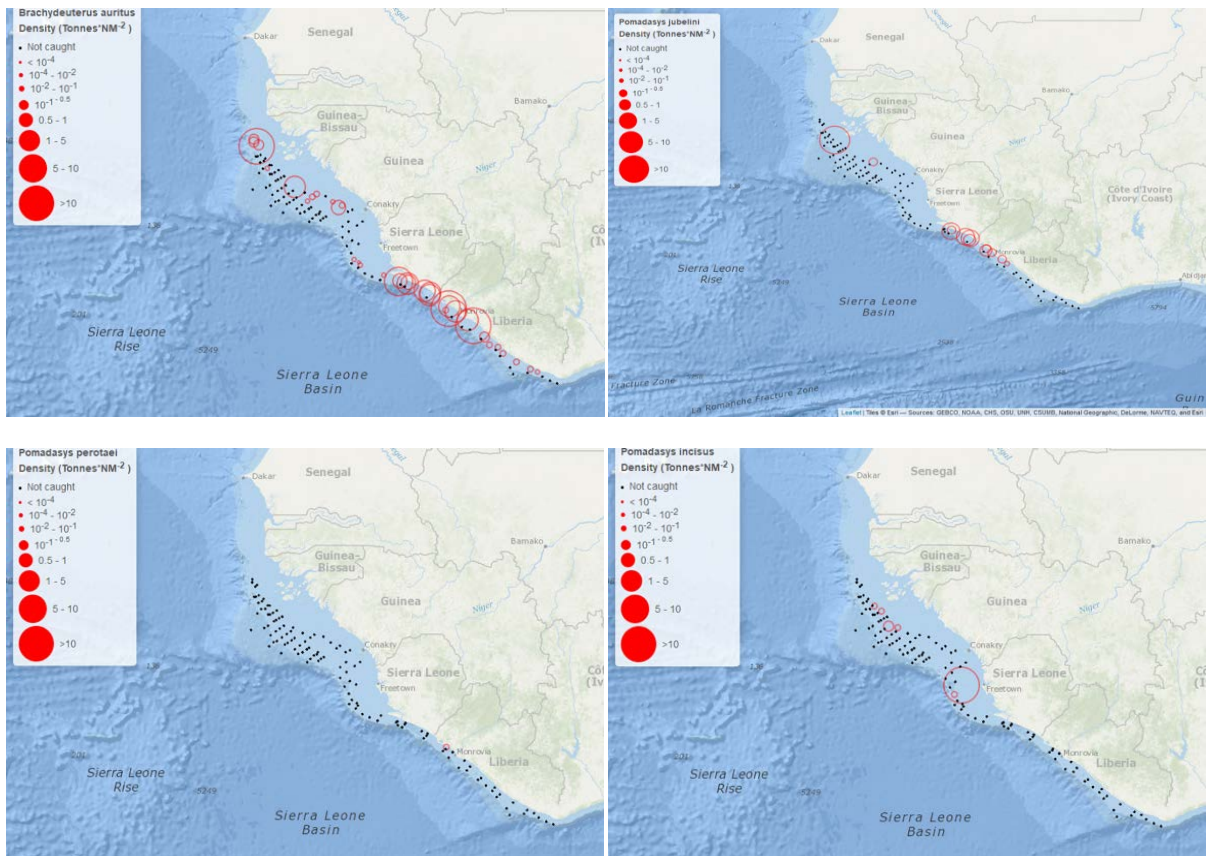 Brachydeuterus auritus
Density (Tonnes*NM-2 )
Not caught
< 10-4
10-4 - 10-2
10-2 - 10-1
10-1 - 0.5
0.5 - 1
1 - 5
5 - 10
>10
Dakar
Senegal
Bamako
Guinea-
Bissau
Guinea
Niger
Conakry
Sierra Leone
Freetown
Monrovia
Liberia
Sierra Leone
Rise
5249
Sierra Leone
Basin
Pomadasys jubelini
Density (Tonnes*NM-2 )
Not caught
< 10-4
10-4 - 10-2
10-2 - 10-1
10-1 - 0.5
0.5 - 1
1 - 5
5 - 10
>10
Dakar
Senegal
Bamako
Guinea-
Bissau
Guinea
Niger
Conakry
Sierra Leone
Freetown
Côte d'Ivoire
(Ivory Coast)
Monrovia
Liberia
Abidjan
Sierra Leone
Rise
5249
Sierra Leone
Basin
5794
Fracture Zone
La Romanche Fracture Zone
Guin
Leaflet | Tiles © Esri — Sources: GEBCO, NOAA, CHS, OSU, UNH, CSUMB, National Geographic, DeLorme, NAVTEQ, and Esri
Pomadasys perotaei
Density (Tonnes*NM-2 )
Not caught
< 10-4
10-4 - 10-2
10-2 - 10-1
10-1 - 0.5
0.5 - 1
1 - 5
5 - 10
>10
Dakar
Senegal
Bamako
Guinea-
Bissau
Guinea
Niger
Conakry
Sierra Leone
Freetown
Monrovia
Liberia
Sierra Leone
Rise
5249
Sierra Leone
Basin
Pomadasys incisus
Density (Tonnes*NM-2 )
Not caught
< 10-4
10-4 - 10-2
10-2 - 10-1
10-1 - 0.5
0.5 - 1
1 - 5
5 - 10
>10
Dakar
Senegal
Bamako
Guinea-
Bissau
Guinea
Niger
Conakry
Sierra Leone
Freetown
Monrovia
Liberia
Sierra Leone
Rise
5249
Sierra Leone
Basin